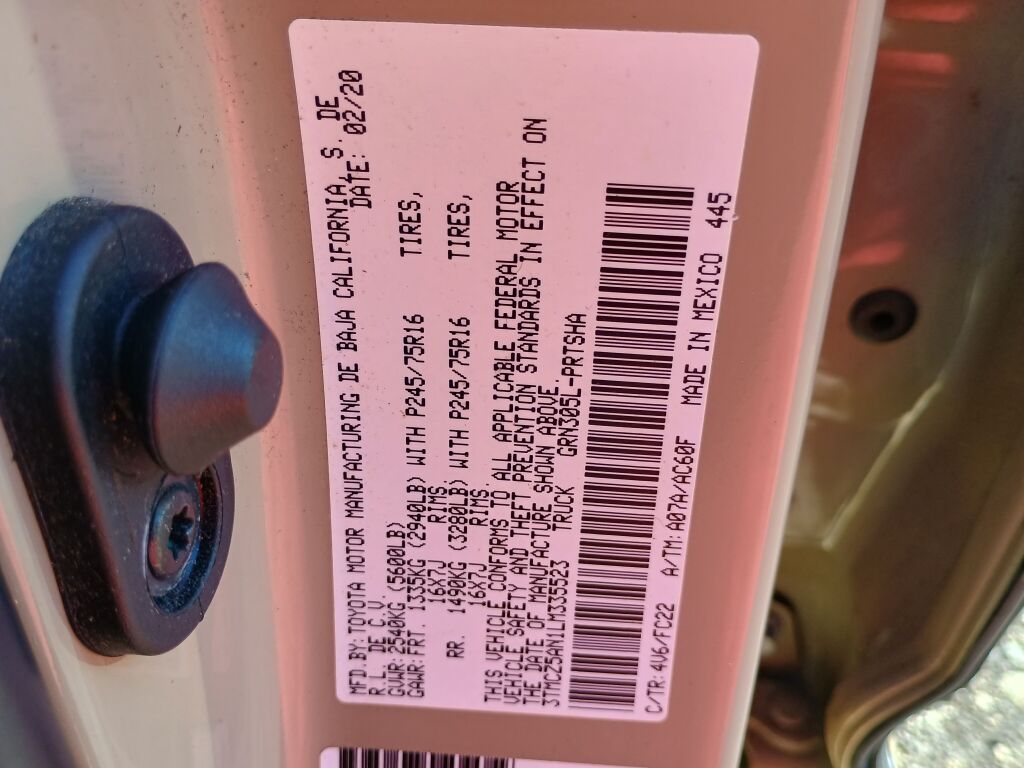 MFD.BY:TOYOTA MOTOR MANUFACTURING DE BAJA CALIFORNIA, S. DE
R.L. DE C.V. DATE: 02/20
GVWR:2540KG (5600LB)
GAWR:FRT. 1335KG (2940LB) WITH P245/75R16 TIRES,
16X7J RIMS.
RR. 1490KG (3280LB) WITH P245/75R16 TIRES,
16X7J RIMS.
THIS VEHICLE CONFORMS TO ALL APPLICABLE FEDERAL MOTOR
VEHICLE SAFETY AND THEFT PREVENTION STANDARDS IN EFFECT ON
THE DATE OF MANUFACTURE SHOWN ABOVE.
3TMCZ5AN1LM335523 TRUCK GRN305L-PRTSHA
C/TR:4V6/FC22 A/TM:A07A/AC60F MADE IN MEXICO 445